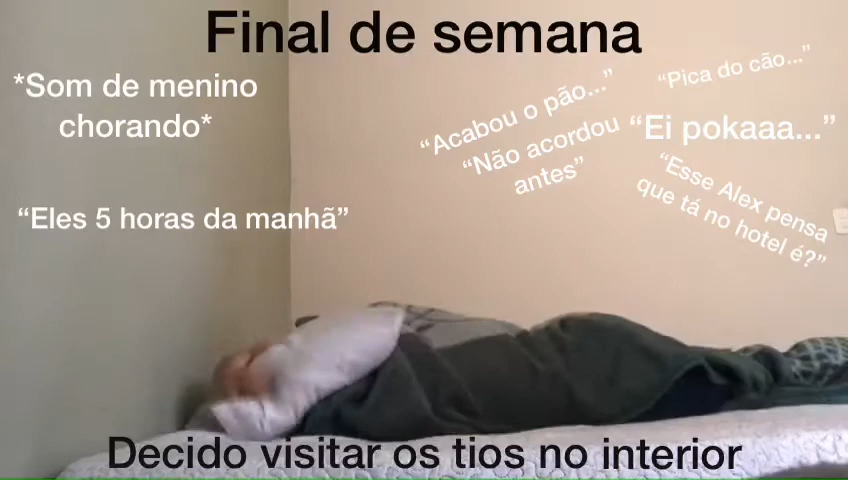 Final de semana
*Som de menino
chorando*
“Eles 5 horas da manhã”
“Acabou o pão...”
“Não acordou
antes”
“Pica do cão...”
“Ei pokaaa...”
“Esse Alex pensa
que tá no hotel é?”
Decido visitar os tios no interior